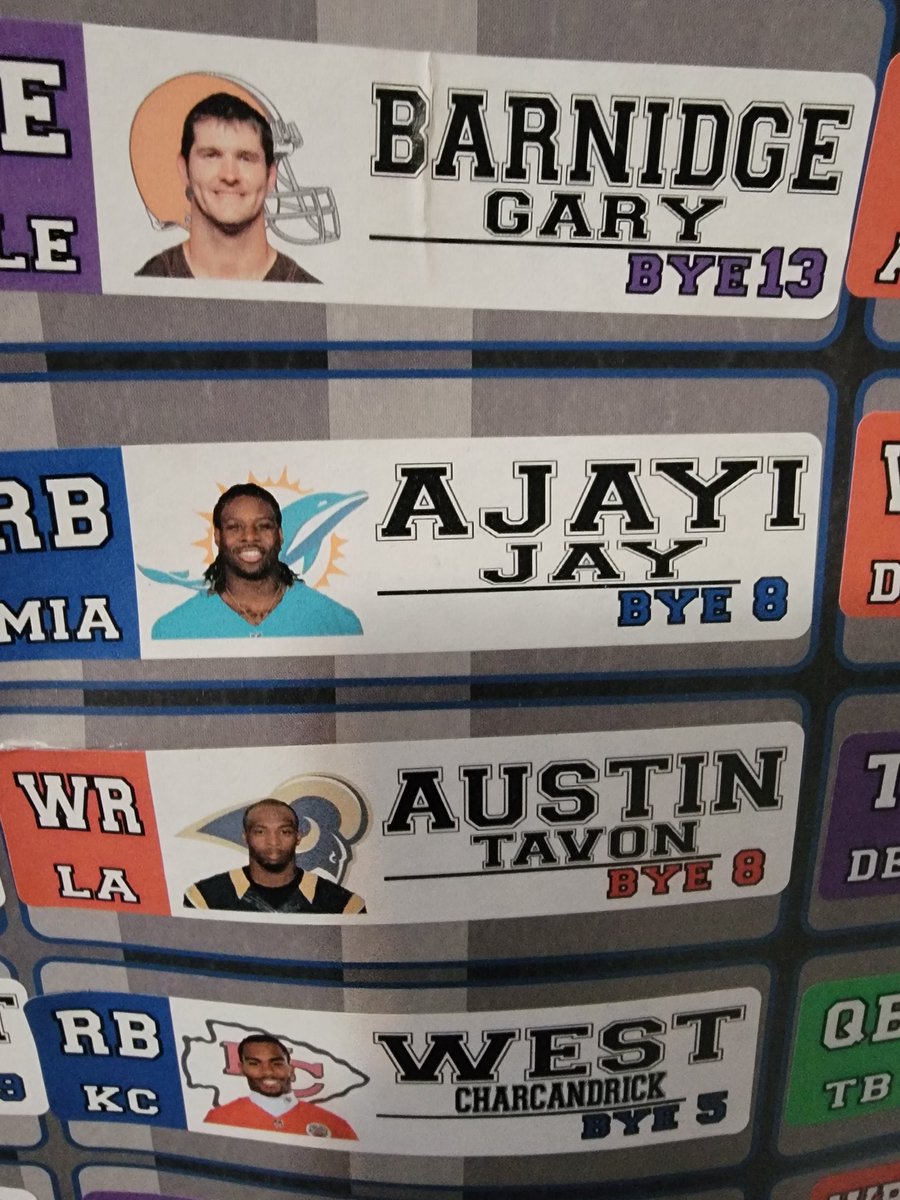 E
LE
BARNIDGE
GARY
BYE 13
RB
MIA
AJAYI
JAY
BYE 8
WR
LA
AUSTIN
TAVON
BYE 8
RB
KC
WEST
CHARCANDRICK
BYE 5
QB
TB